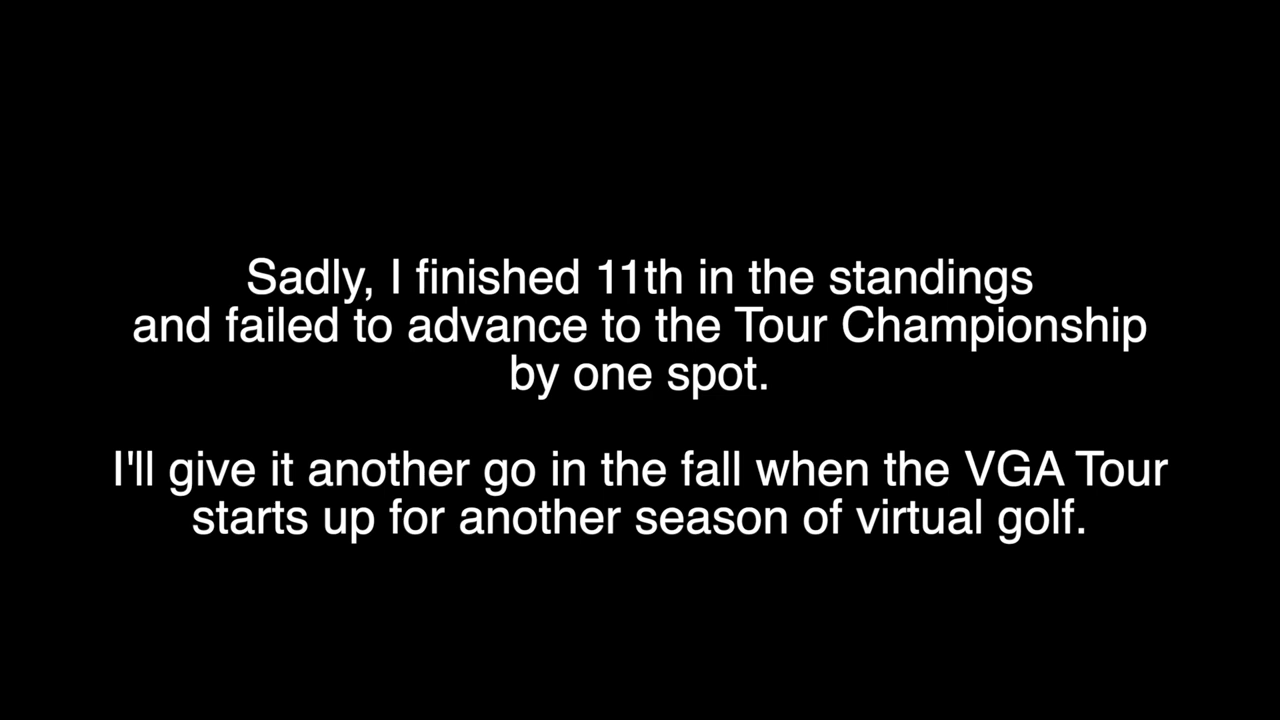 Sadly, I finished 11th in the standings
and failed to advance to the Tour Championship
by one spot.
I'll give it another go in the fall when the VGA Tour
starts up for another season of virtual golf.